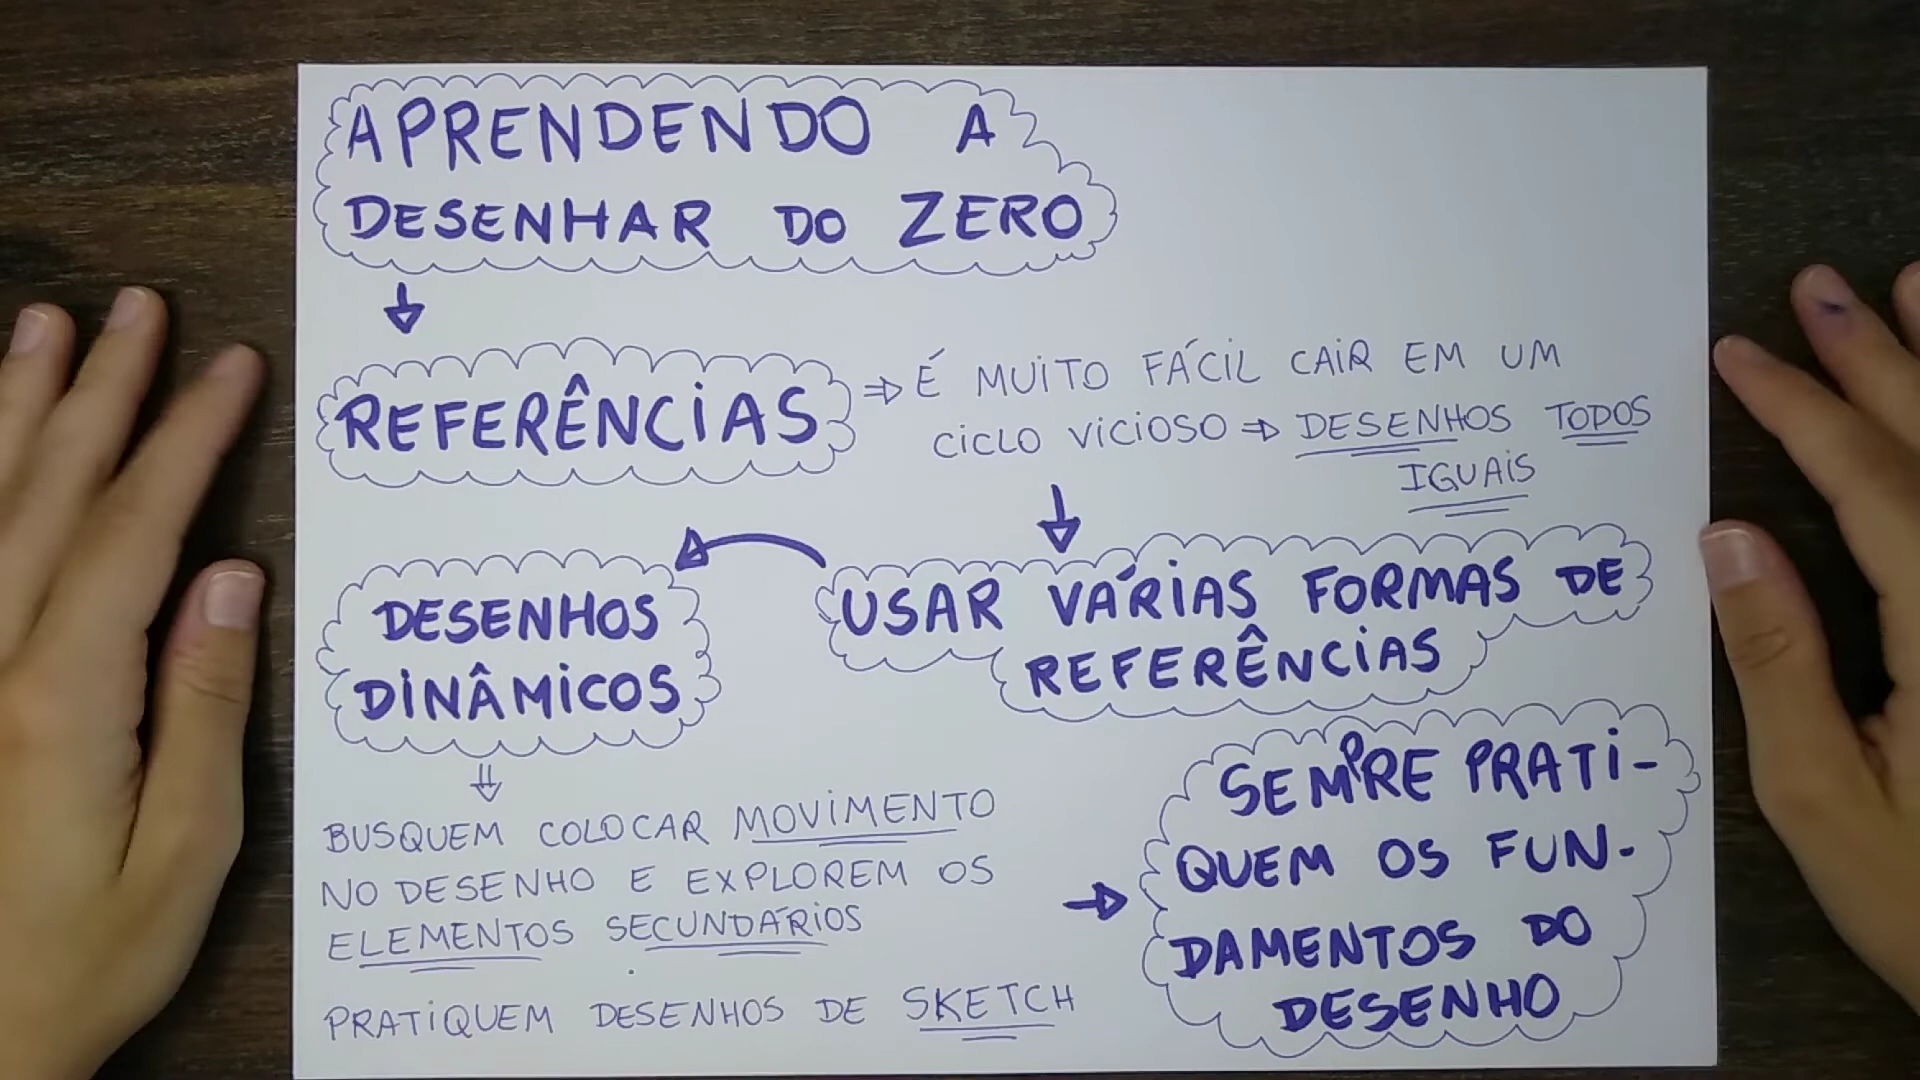 APRENDENDO A
DESENHAR DO ZERO
REFERÊNCIAS ⇒ É MUITO FÁCIL CAIR EM UM
CICLO VICIOSO ⇒ DESENHOS TODOS
IGUAIS
USAR VÁRIAS FORMAS DE
REFERÊNCIAS
DESENHOS
DINÂMICOS
BUSQUEM COLOCAR MOVIMENTO
NO DESENHO E EXPLOREM OS
ELEMENTOS SECUNDÁRIOS
PRATIQUEM DESENHOS DE SKETCH
SEMPRE PRATI-
QUEM OS FUN-
DAMENTOS DO
DESENHO